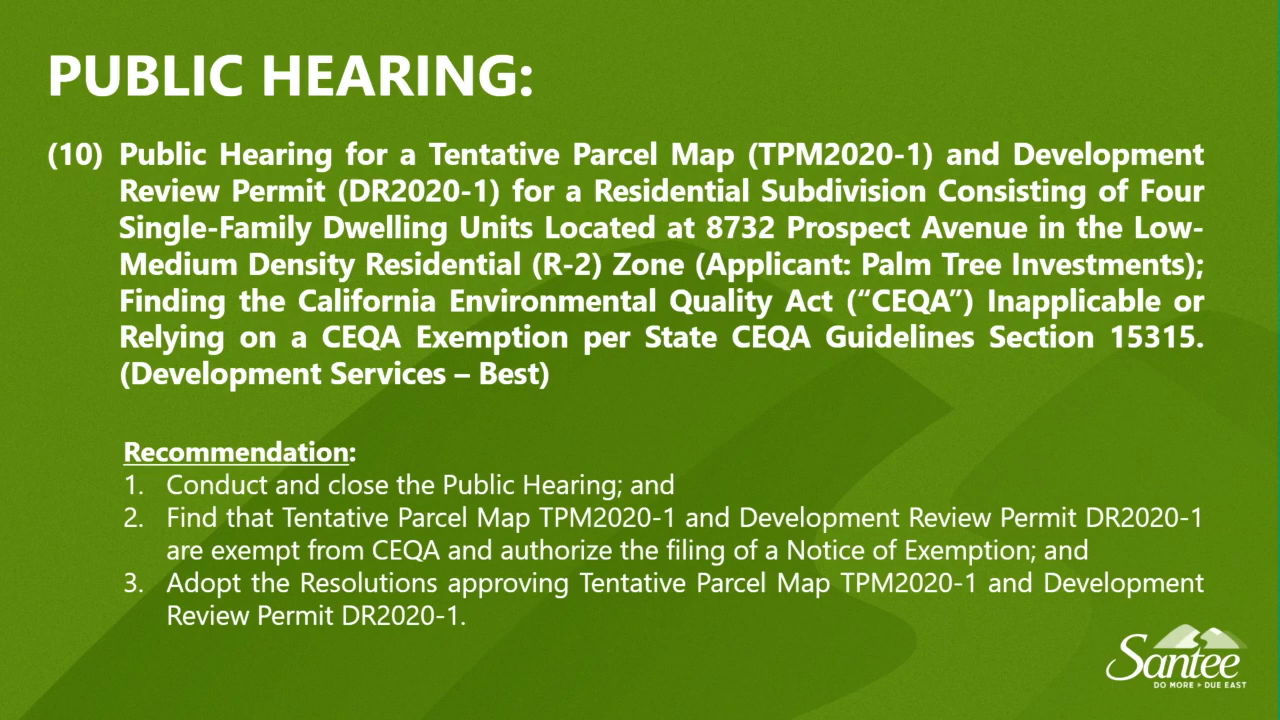 PUBLIC HEARING:
(10) Public Hearing for a Tentative Parcel Map (TPM2020-1) and Development
Review Permit (DR2020-1) for a Residential Subdivision Consisting of Four
Single-Family Dwelling Units Located at 8732 Prospect Avenue in the Low-
Medium Density Residential (R-2) Zone (Applicant: Palm Tree Investments);
Finding the California Environmental Quality Act (“CEQA”) Inapplicable or
Relying on a CEQA Exemption per State CEQA Guidelines Section 15315.
(Development Services – Best)
Recommendation:
1. Conduct and close the Public Hearing; and
2. Find that Tentative Parcel Map TPM2020-1 and Development Review Permit DR2020-1
are exempt from CEQA and authorize the filing of a Notice of Exemption; and
3. Adopt the Resolutions approving Tentative Parcel Map TPM2020-1 and Development
Review Permit DR2020-1.
Santee
DO MORE ▸ DUE EAST